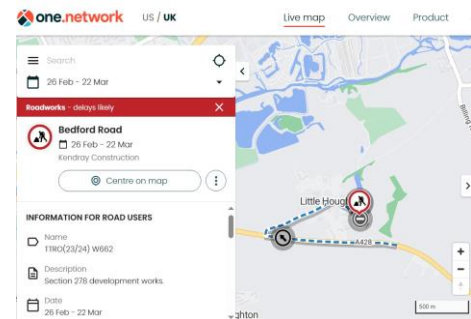 one.network
US / UK
Live map
Overview
Product
Search
26 Feb - 22 Mar
Roadworks - delays likely
Bedford Road
26 Feb - 22 Mar
Kendray Construction
Centre on map
INFORMATION FOR ROAD USERS
Name
TTRO(23/24) W662
Description
Section 278 development works.
Date
26 Feb - 22 Mar
Little Hough
A428
Billing
ghton
500 m